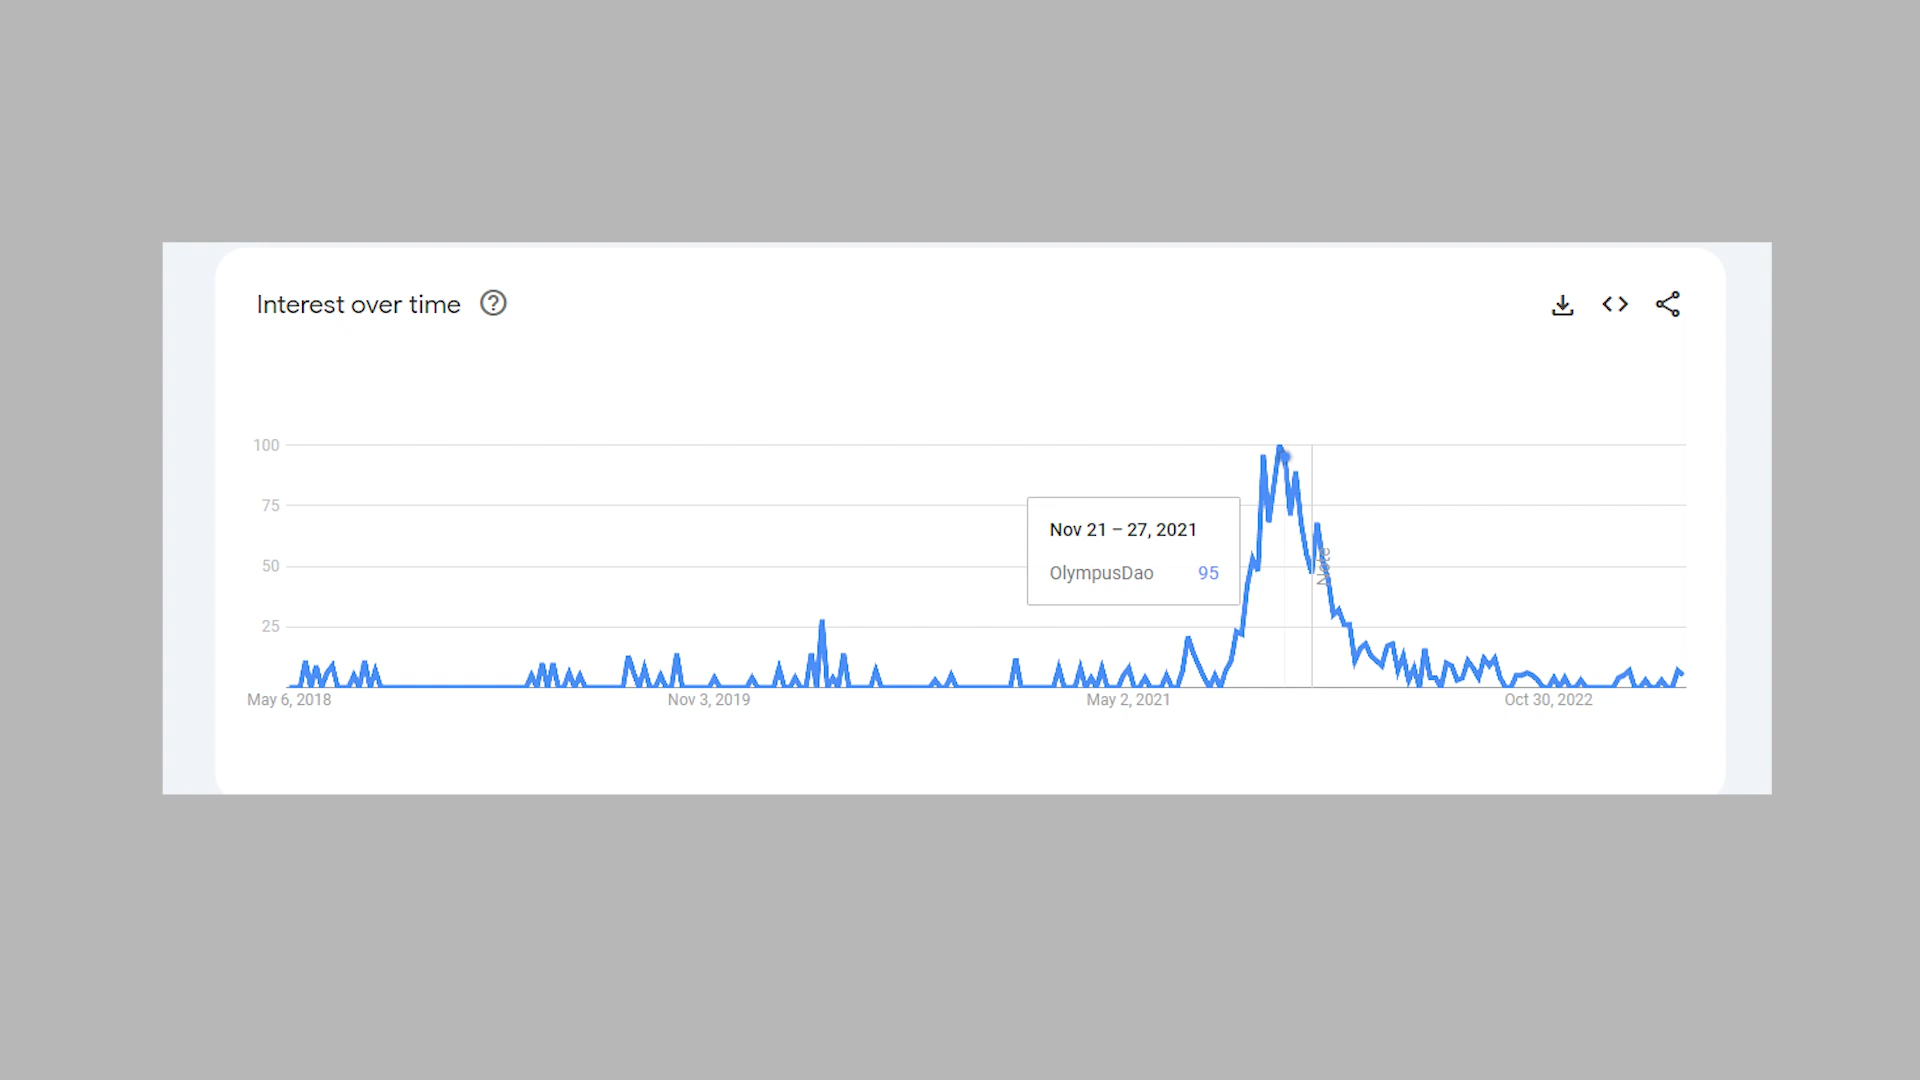 Interest over time
100
75
50
25
Nov 21 – 27, 2021
OlympusDao 95
Note
May 6, 2018 Nov 3, 2019 May 2, 2021 Oct 30, 2022